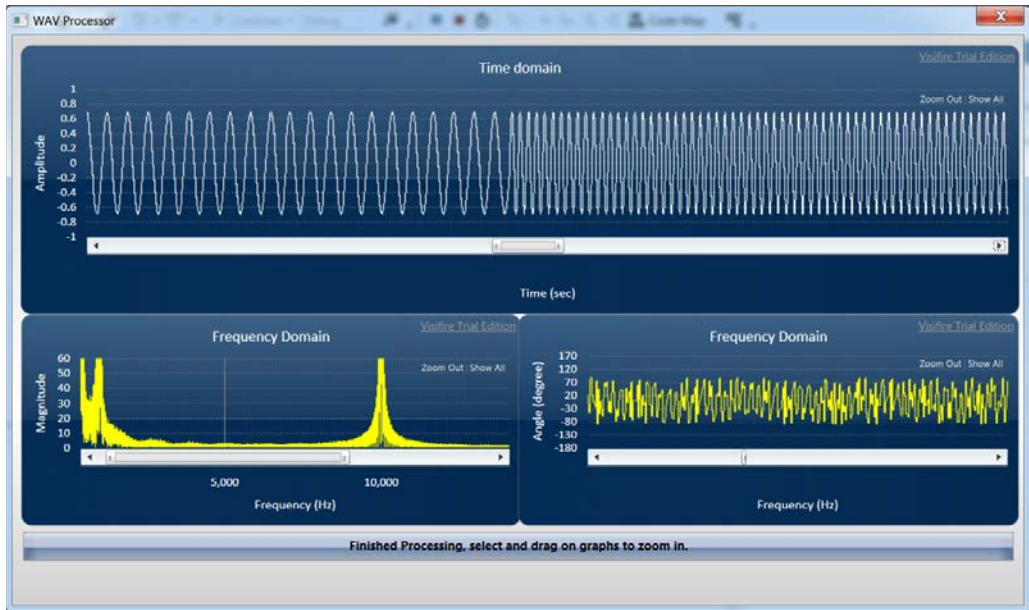 WAV Processor
Code Map
Visifire Trial Edition
Time domain
Zoom Out | Show All
Amplitude
1
0.8
0.6
0.4
0.2
0
-0.2
-0.4
-0.6
-0.8
-1
Time (sec)
Visifire Trial Edition
Frequency Domain
Zoom Out | Show All
Magnitude
60
50
40
30
20
10
0
5,000 10,000
Frequency (Hz)
Visifire Trial Edition
Frequency Domain
Zoom Out | Show All
Angle (degree)
170
120
70
20
-30
-80
-130
-180
Frequency (Hz)
Finished Processing, select and drag on graphs to zoom in.